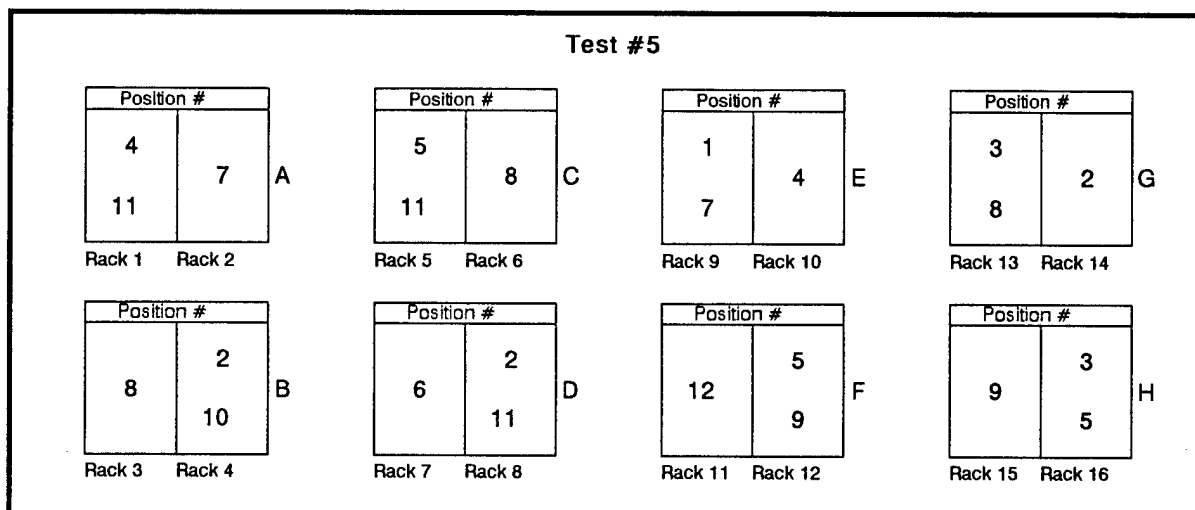 Test #5
Position #
4
11
7
A
Rack 1 Rack 2
Position #
5
11
8
C
Rack 5 Rack 6
Position #
1
7
4
E
Rack 9 Rack 10
Position #
3
8
2
G
Rack 13 Rack 14
Position #
8
2
10
B
Rack 3 Rack 4
Position #
6
2
11
D
Rack 7 Rack 8
Position #
12
5
9
F
Rack 11 Rack 12
Position #
9
3
5
H
Rack 15 Rack 16